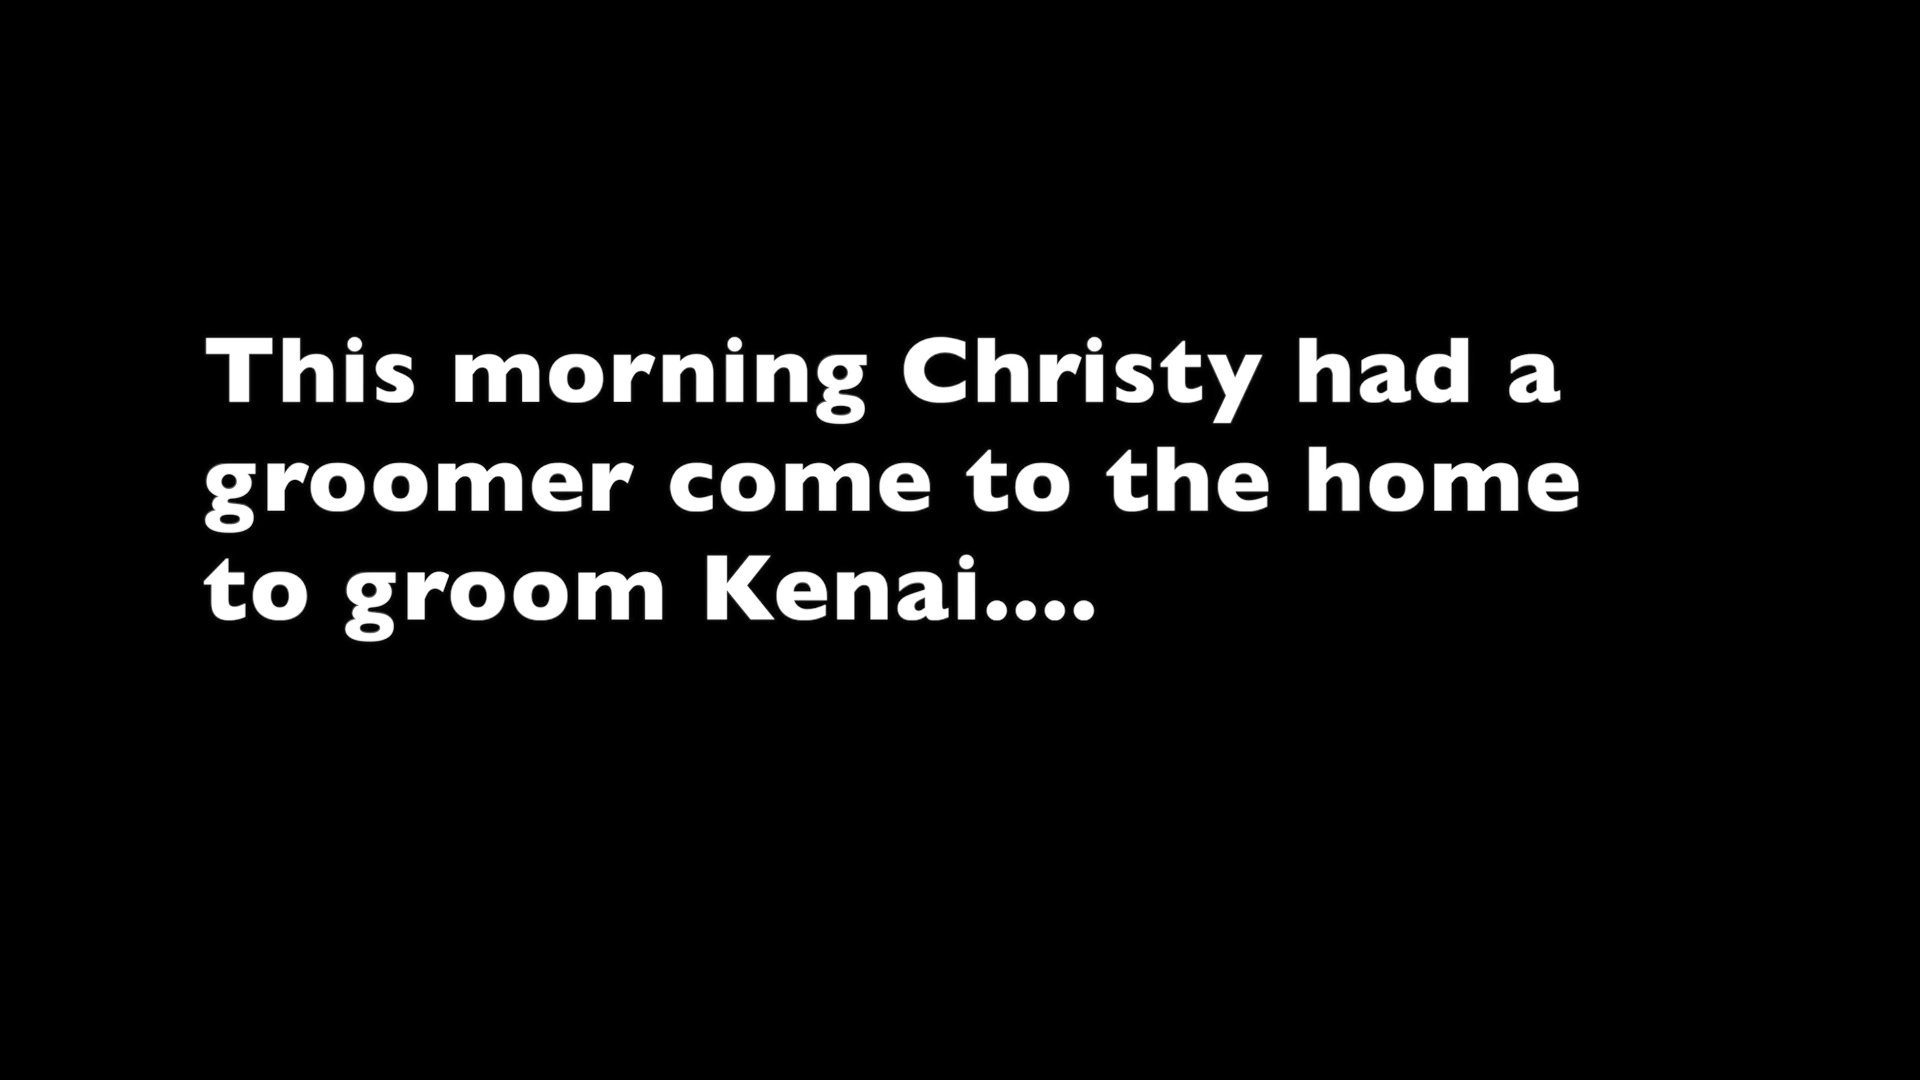 This morning Christy had a
groomer come to the home
to groom Kenai....